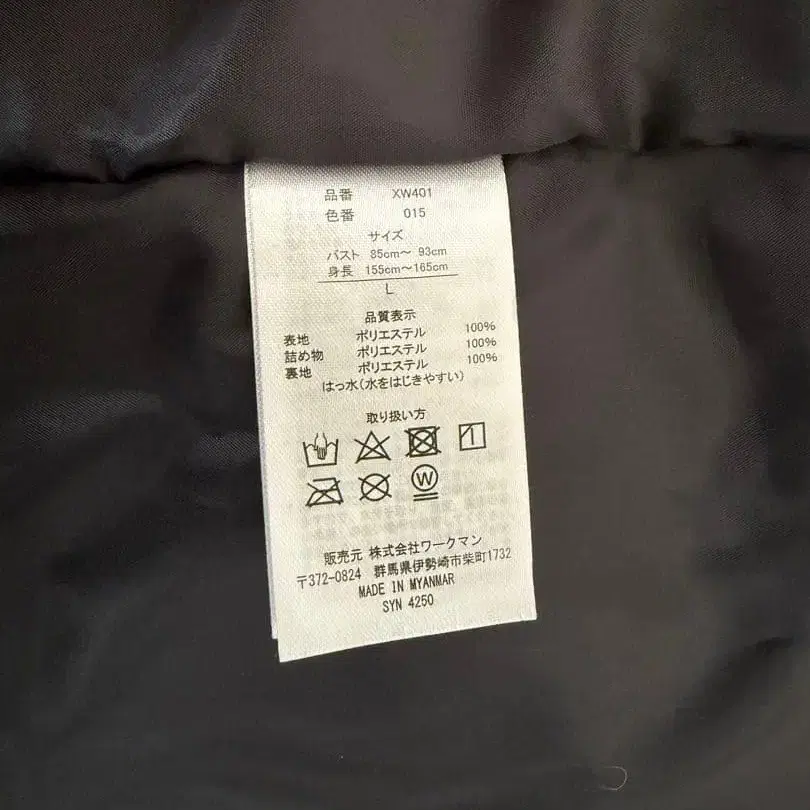 品番 XW401
色番 015
サイズ
バスト 85cm～ 93cm
身長 155cm～165cm
L
品質表示
表地 ポリエステル 100%
詰め物 ポリエステル 100%
裏地 ポリエステル 100%
はっ水(水をはじきやすい)
取り扱い方
W
販売元 株式会社ワークマン
〒372-0824 群馬県伊勢崎市柴町1732
MADE IN MYANMAR
SYN 4250